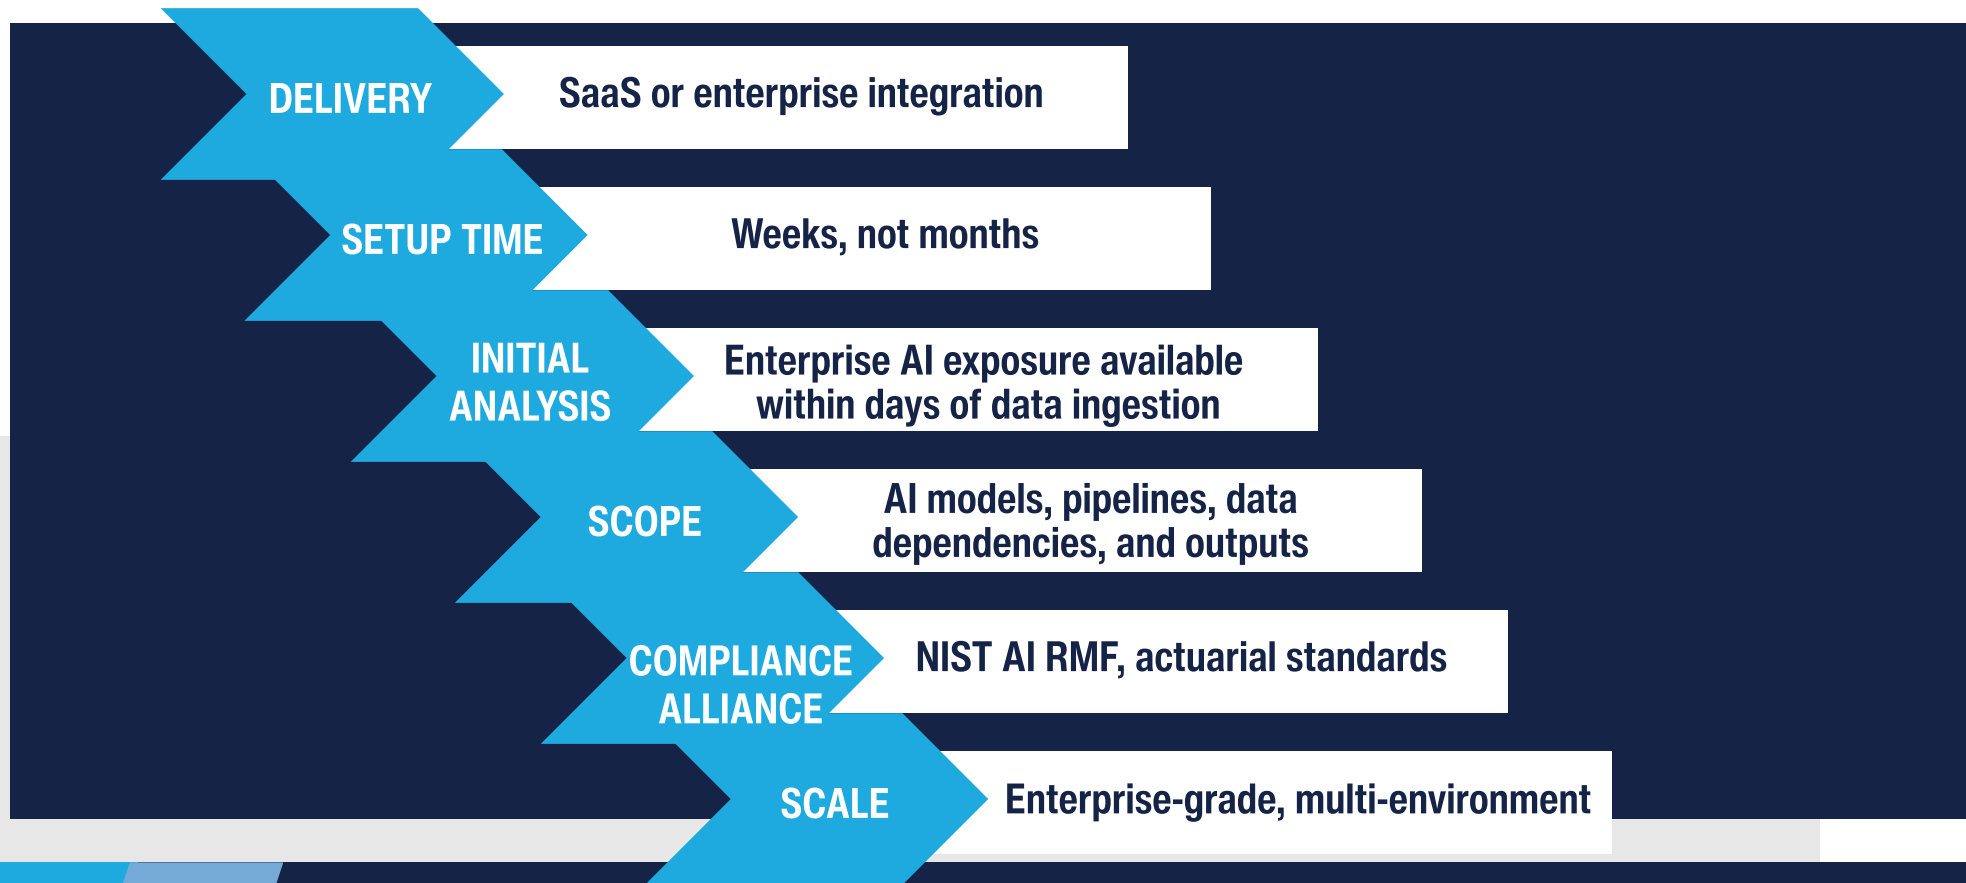 DELIVERY
SaaS or enterprise integration
SETUP TIME
Weeks, not months
INITIAL
ANALYSIS
Enterprise AI exposure available
within days of data ingestion
SCOPE
AI models, pipelines, data
dependencies, and outputs
COMPLIANCE
ALLIANCE
NIST AI RMF, actuarial standards
SCALE
Enterprise-grade, multi-environment